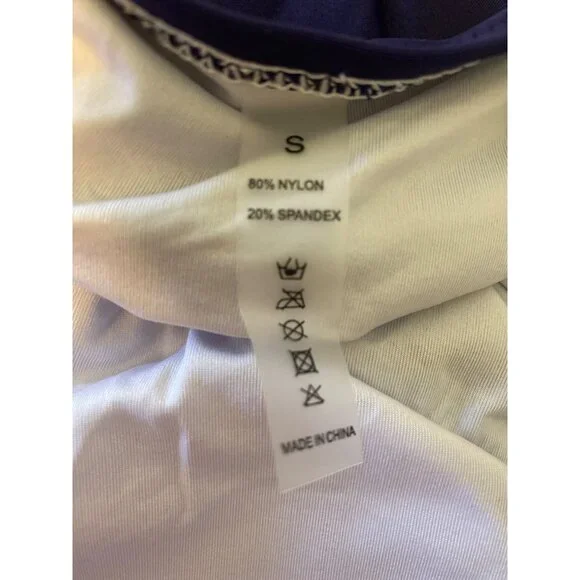 S
80% NYLON
20% SPANDEX
MADE IN CHINA